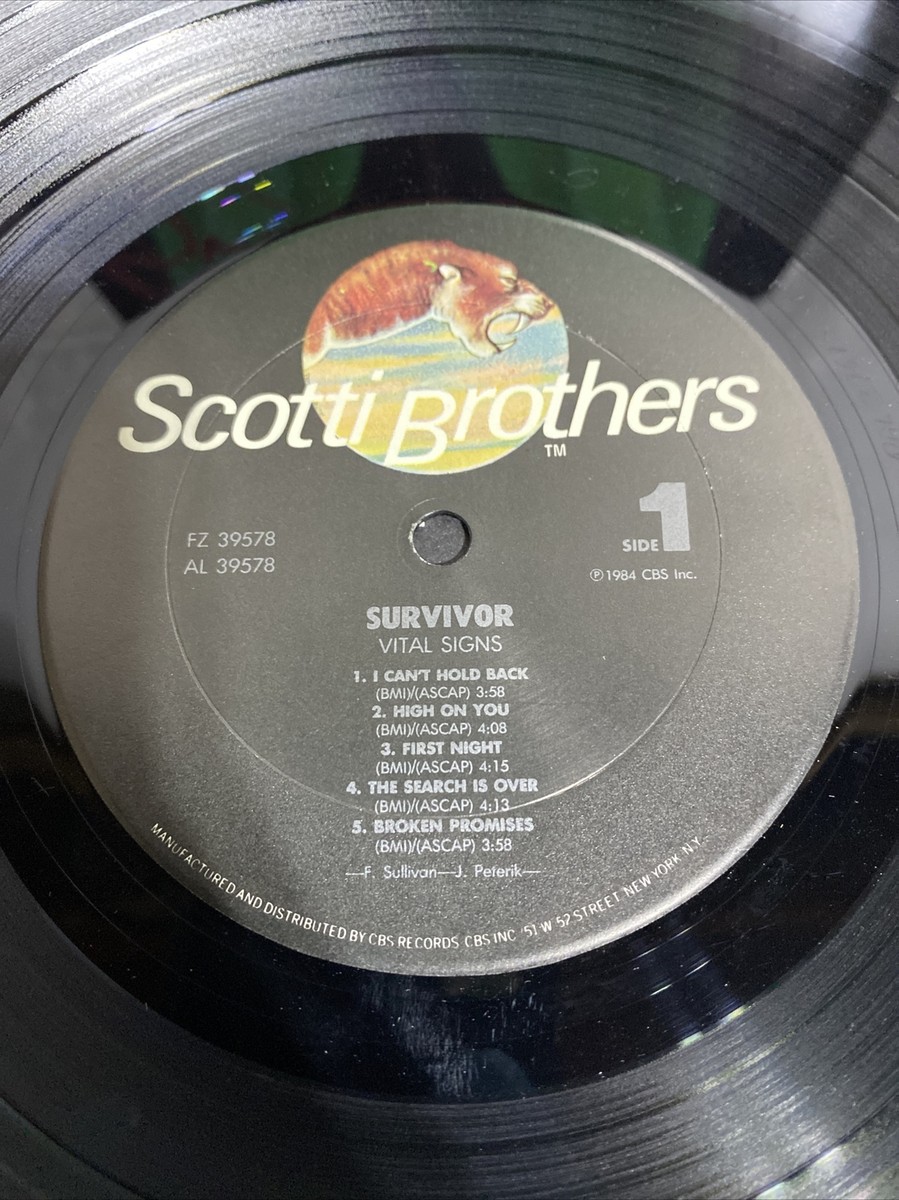 Scotti Brothers
TM
FZ 39578
AL 39578
SIDE 1
Ⓟ1984 CBS Inc.
SURVIVOR
VITAL SIGNS
1. I CAN'T HOLD BACK
(BMI)/(ASCAP) 3:58
2. HIGH ON YOU
(BMI)/(ASCAP) 4:08
3. FIRST NIGHT
(BMI)/(ASCAP) 4:15
4. THE SEARCH IS OVER
(BMI)/(ASCAP) 4:13
5. BROKEN PROMISES
(BMI)/(ASCAP) 3:58
—F. Sullivan—J. Peterik—
MANUFACTURED AND DISTRIBUTED BY CBS RECORDS CBS INC 51 W 52 STREET NEW YORK N.Y.